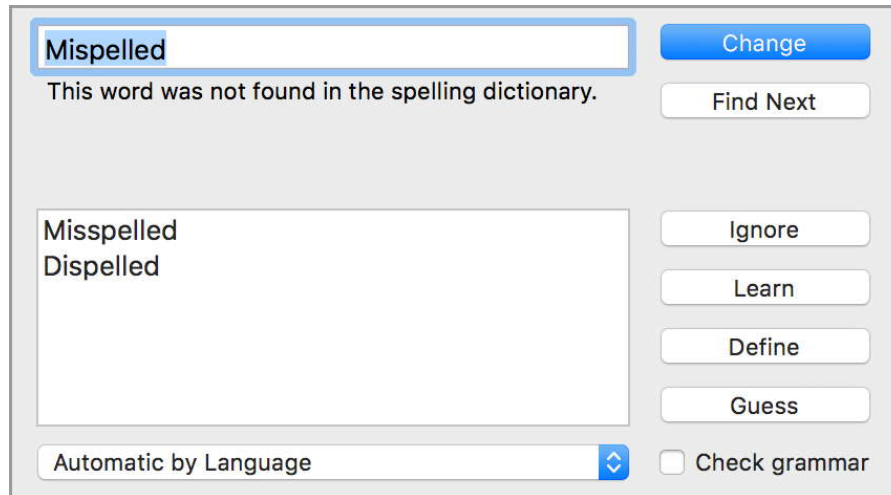 Mispelled
Change
This word was not found in the spelling dictionary.
Find Next
Misspelled
Dispelled
Ignore
Learn
Define
Guess
Automatic by Language
Check grammar